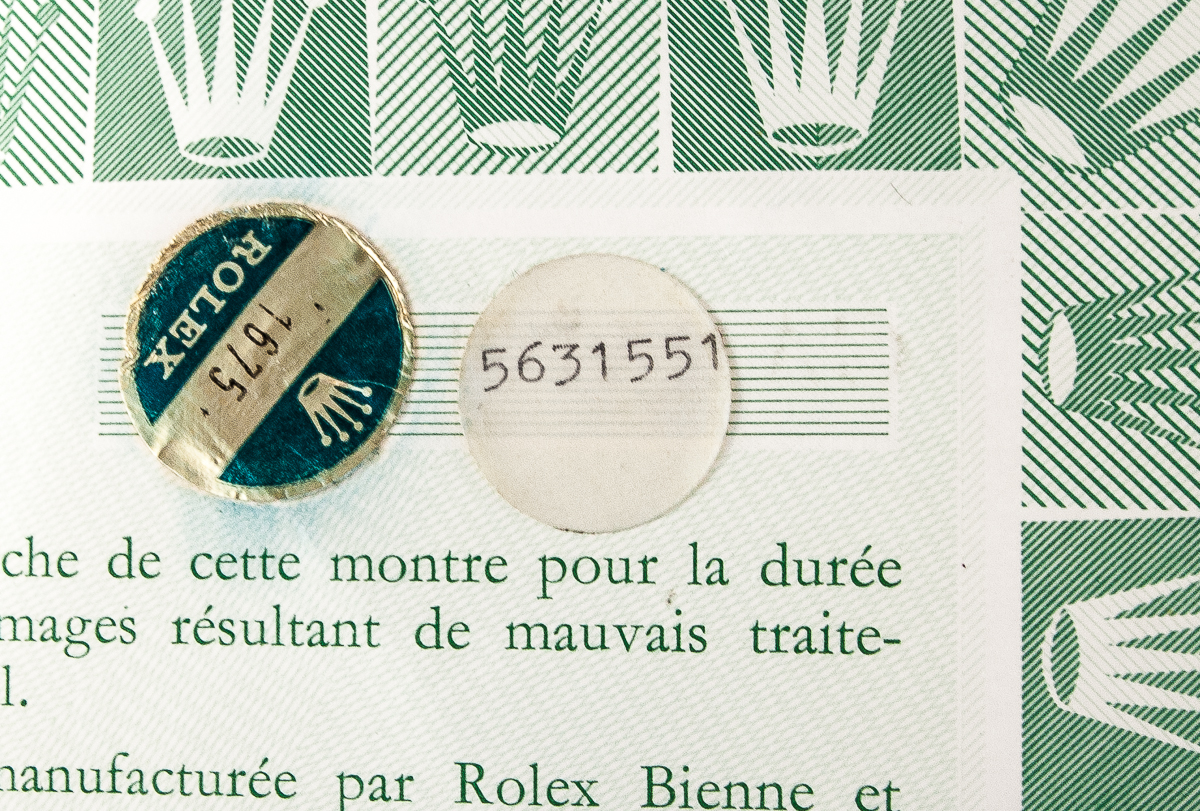 ROLEX
1675
5631551
che de cette montre pour la durée
mages résultant de mauvais traite-
l.
manufacturée par Rolex Bienne et